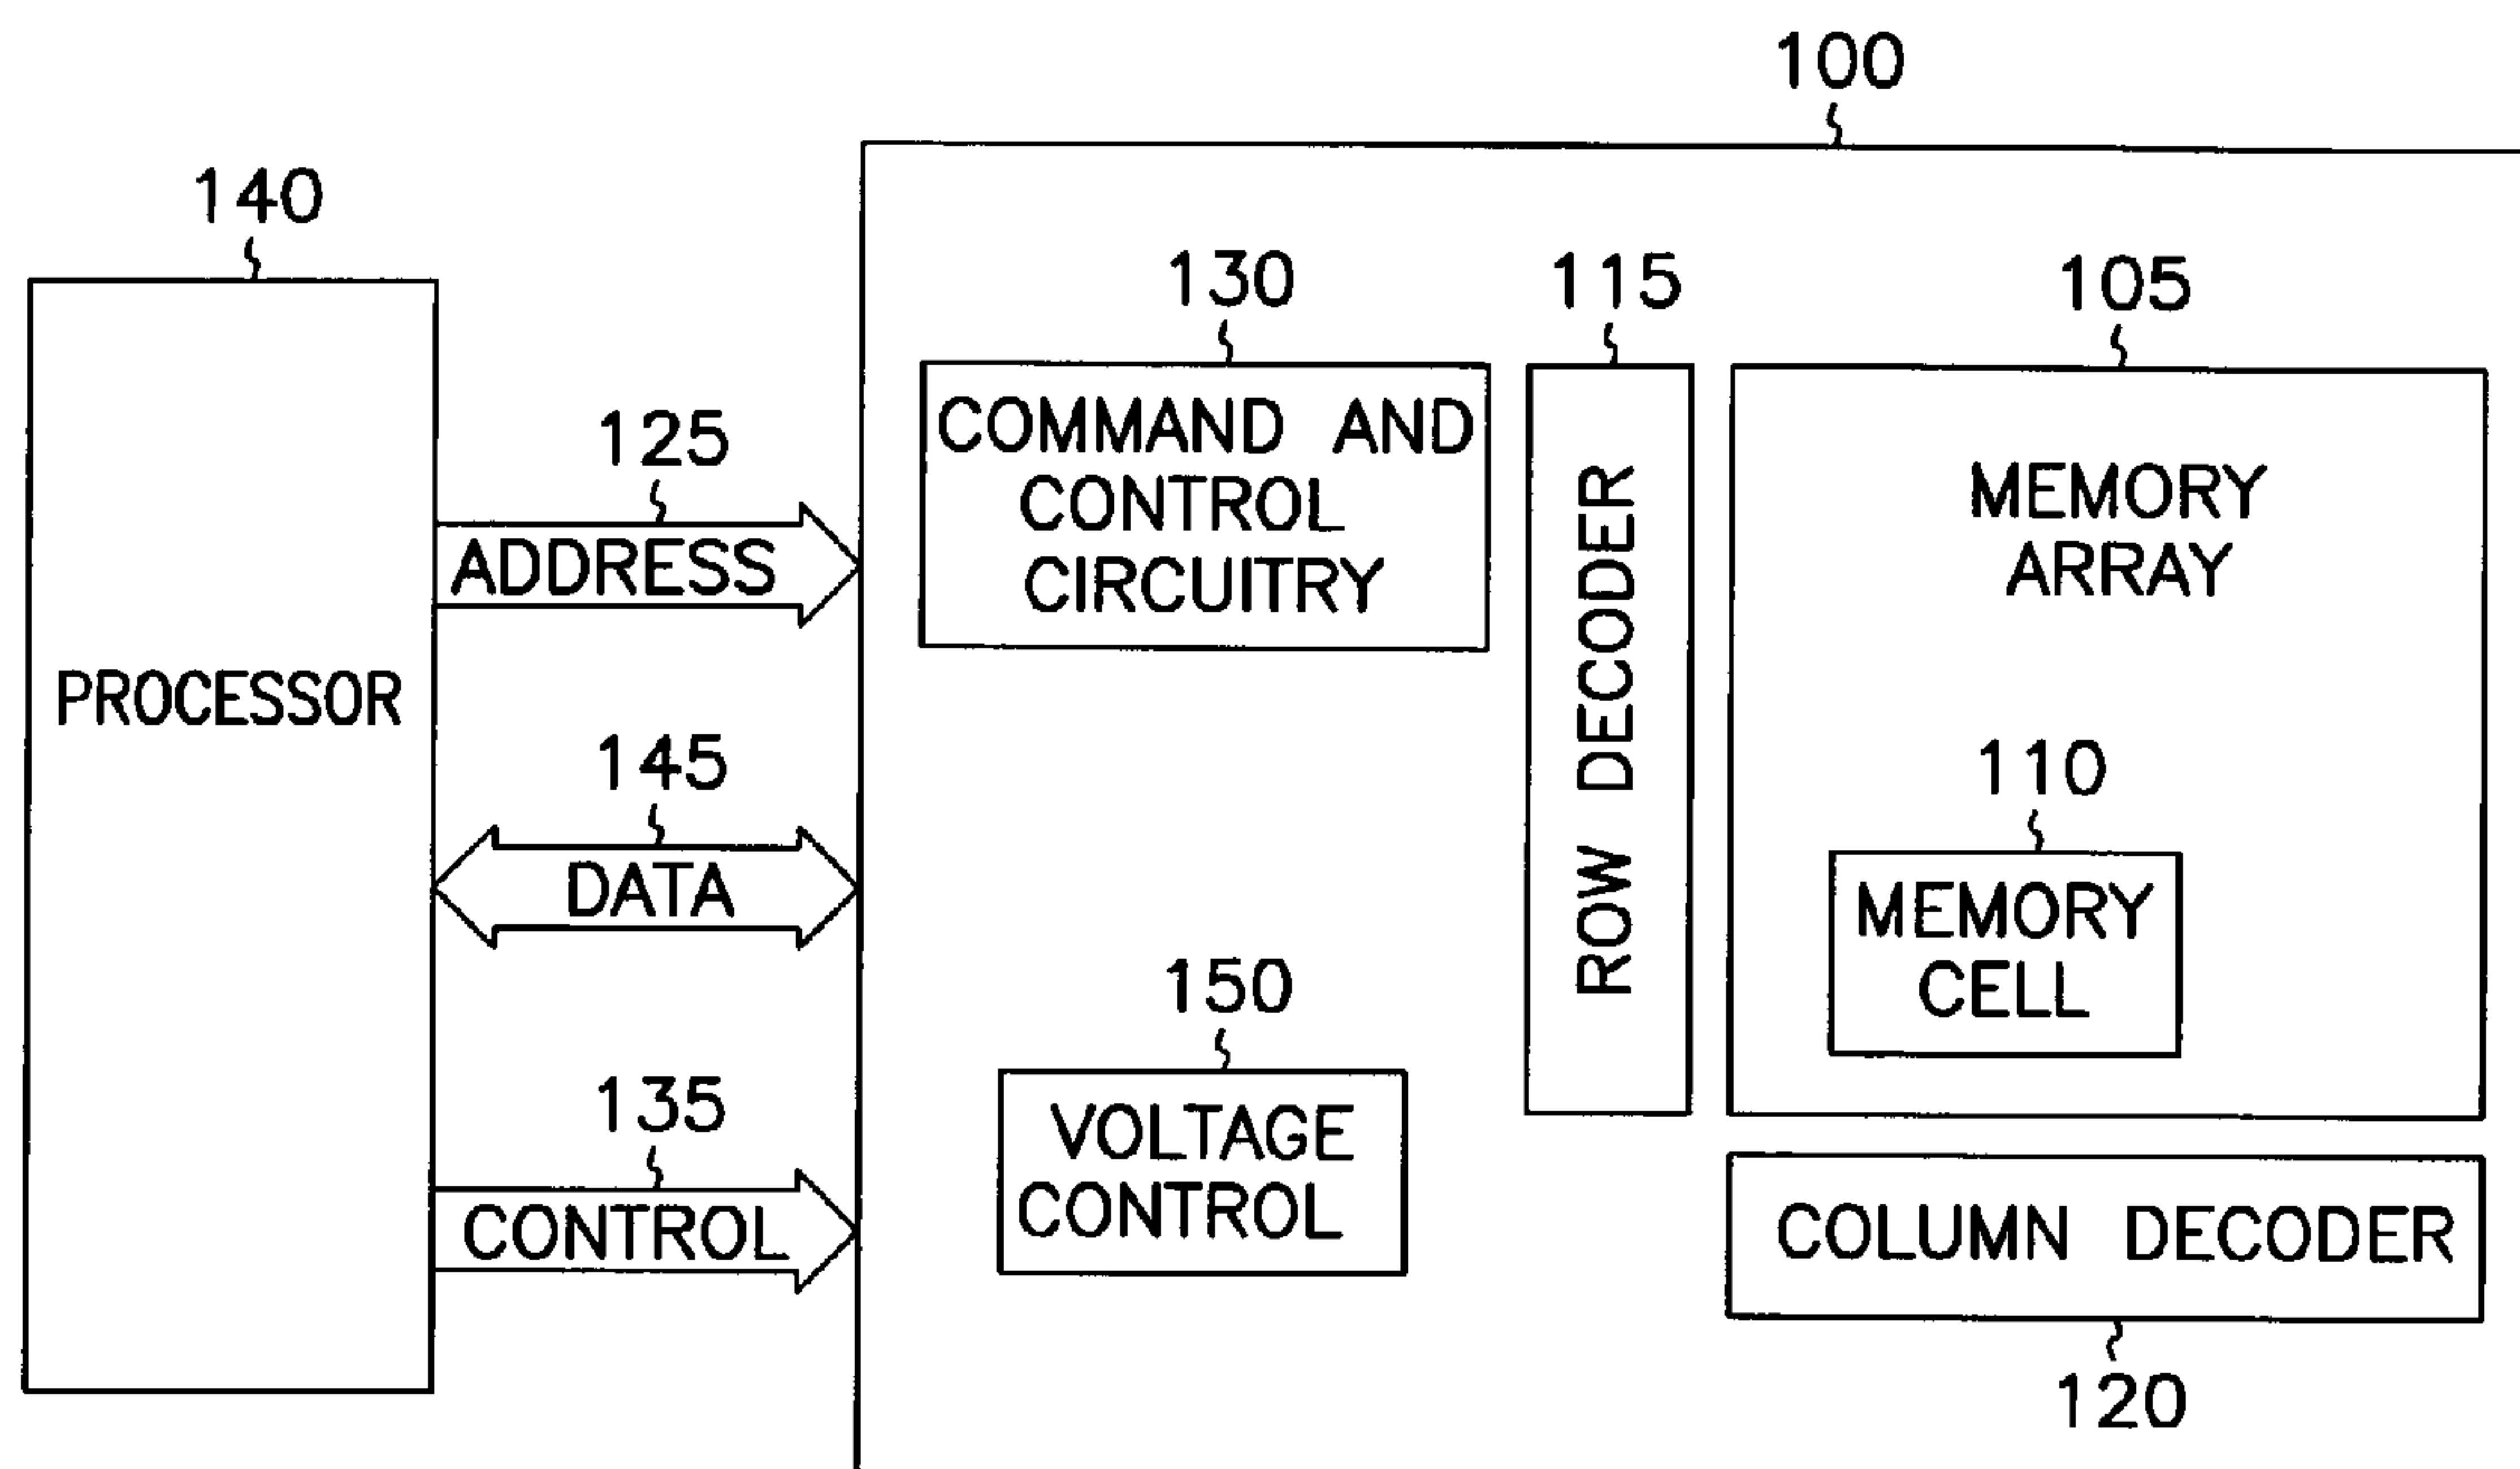 100
140
130
115
105
125
COMMAND AND
CONTROL
CIRCUITRY
ROW DECODER
MEMORY
ARRAY
ADDRESS
PROCESSOR
145
110
DATA
MEMORY
CELL
150
135
VOLTAGE
CONTROL
CONTROL
COLUMN DECODER
120